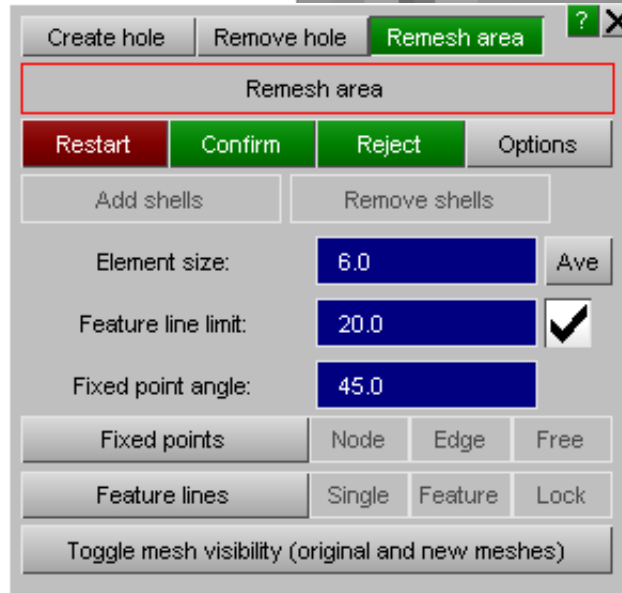 Create hole Remove hole Remesh area ? X
Remesh area
Restart Confirm Reject Options
Add shells Remove shells
Element size: 6.0 Ave
Feature line limit: 20.0
Fixed point angle: 45.0
Fixed points Node Edge Free
Feature lines Single Feature Lock
Toggle mesh visibility (original and new meshes)